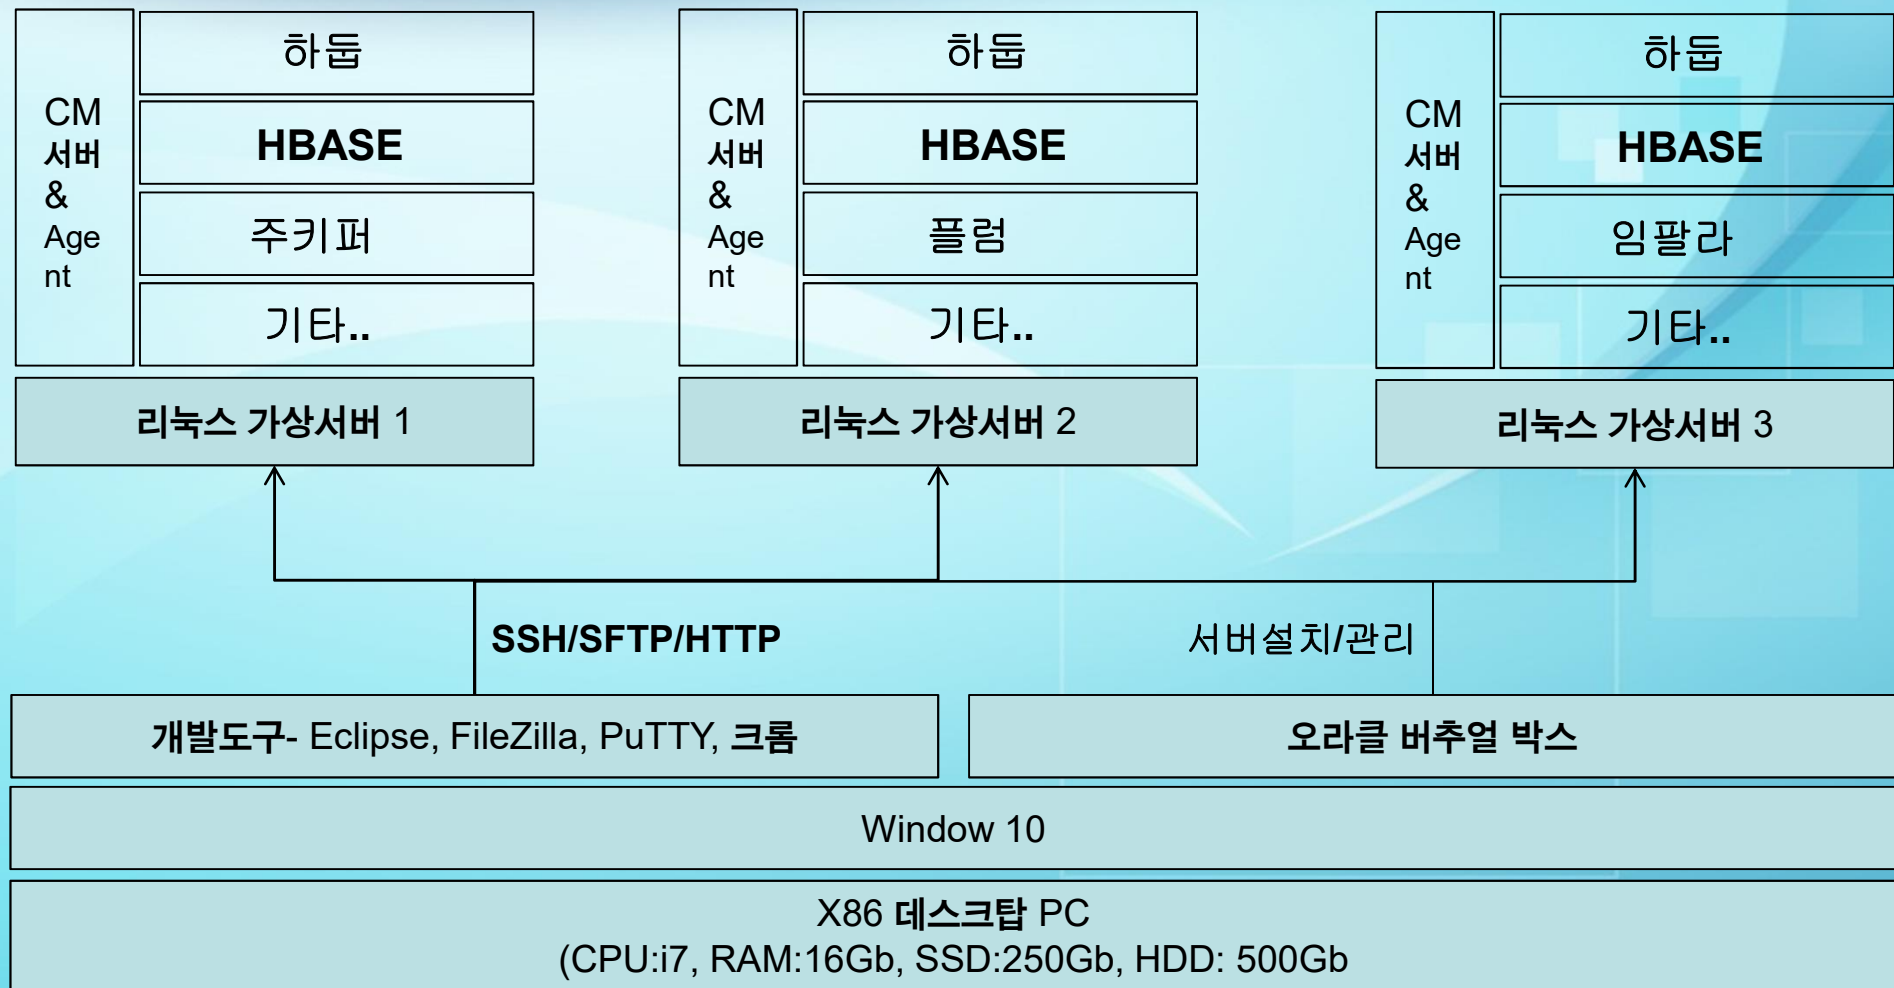 CM
서버
&
Age
nt
하둡
HBASE
주키퍼
기타..
리눅스 가상서버 1
CM
서버
&
Age
nt
하둡
HBASE
플럼
기타..
리눅스 가상서버 2
CM
서버
&
Age
nt
하둡
HBASE
임팔라
기타..
리눅스 가상서버 3
SSH/SFTP/HTTP
서버설치/관리
개발도구- Eclipse, FileZilla, PuTTY, 크롬
오라클 버추얼 박스
Window 10
X86 데스크탑 PC
(CPU:i7, RAM:16Gb, SSD:250Gb, HDD: 500Gb